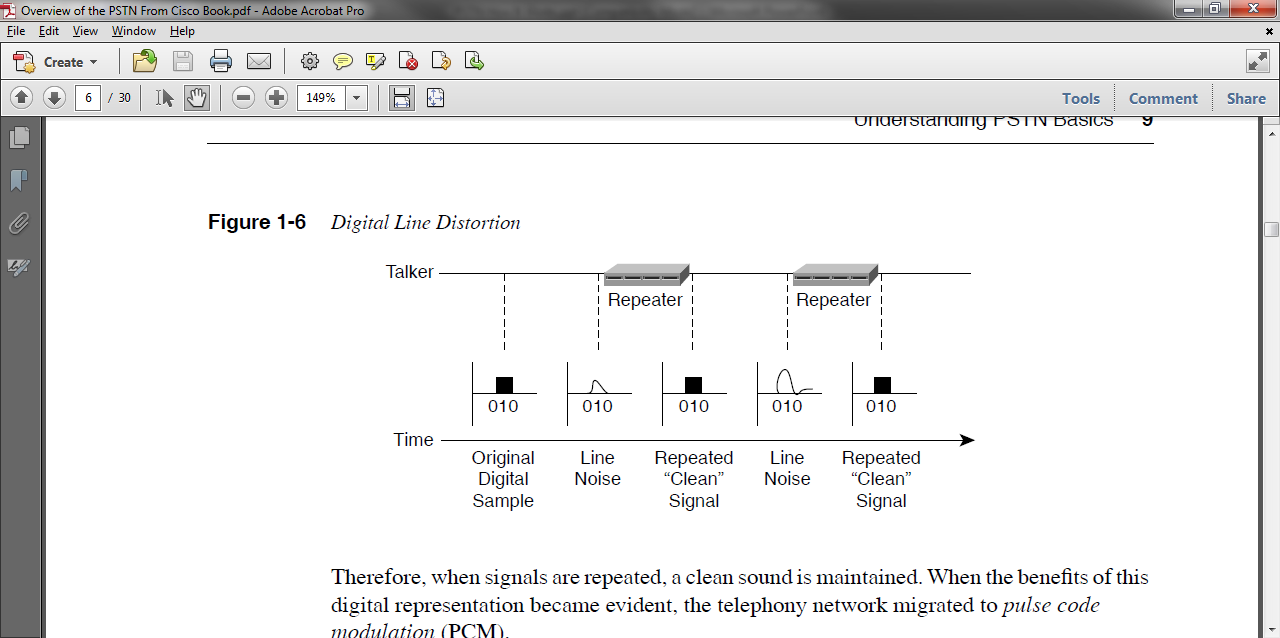 Overview of the PSTN From Cisco Book.pdf - Adobe Acrobat Pro
File Edit View Window Help
Create
6 / 30 149% Tools Comment Share
Understanding PSTN Basics 9
Figure 1-6 Digital Line Distortion
Talker
Repeater Repeater
010 010 010 010 010
Time
Original Line Repeated Line Repeated
Digital Noise “Clean” Noise “Clean”
Sample Signal Signal
Therefore, when signals are repeated, a clean sound is maintained. When the benefits of this
digital representation became evident, the telephony network migrated to pulse code
modulation (PCM).